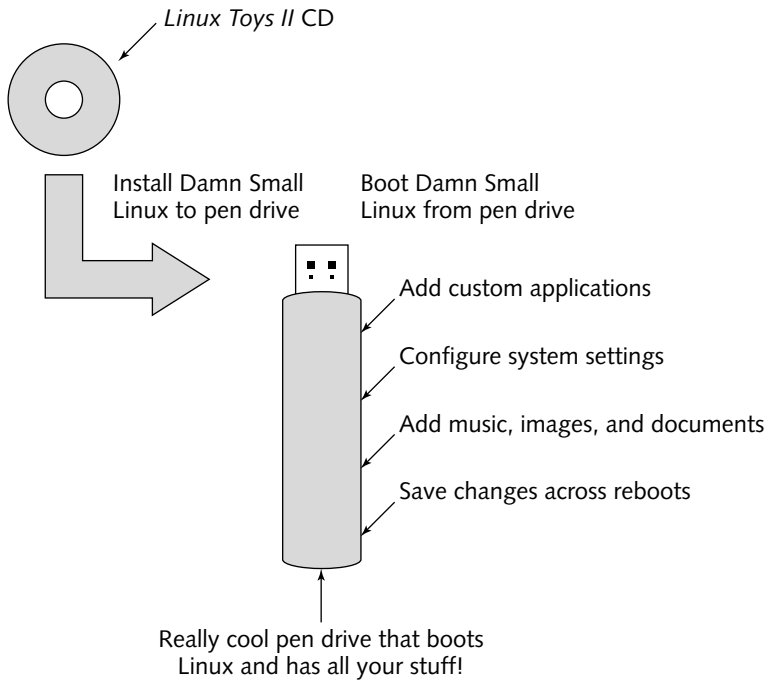 Linux Toys II CD
Install Damn Small
Linux to pen drive
Boot Damn Small
Linux from pen drive
Add custom applications
Configure system settings
Add music, images, and documents
Save changes across reboots
Really cool pen drive that boots
Linux and has all your stuff!